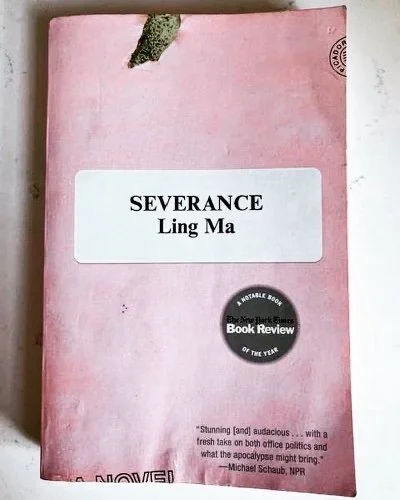 PICADOR
SEVERANCE
Ling Ma
A NOTABLE BOOK
The New York Times
Book Review
OF THE YEAR
"Stunning [and] audacious . . . with a
fresh take on both office politics and
what the apocalypse might bring."
—Michael Schaub, NPR
A NOVEL